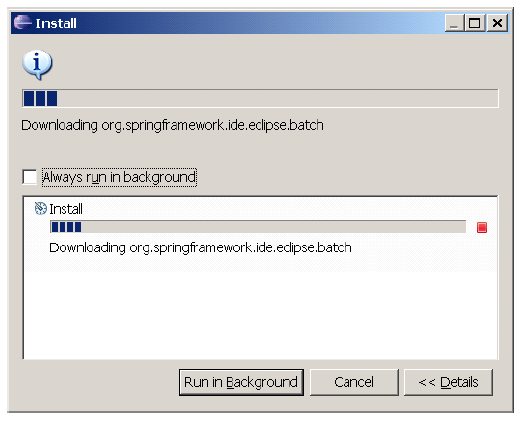 Install
Downloading org.springframework.ide.eclipse.batch
Always run in background
Install
Downloading org.springframework.ide.eclipse.batch
Run in Background
Cancel
<< Details